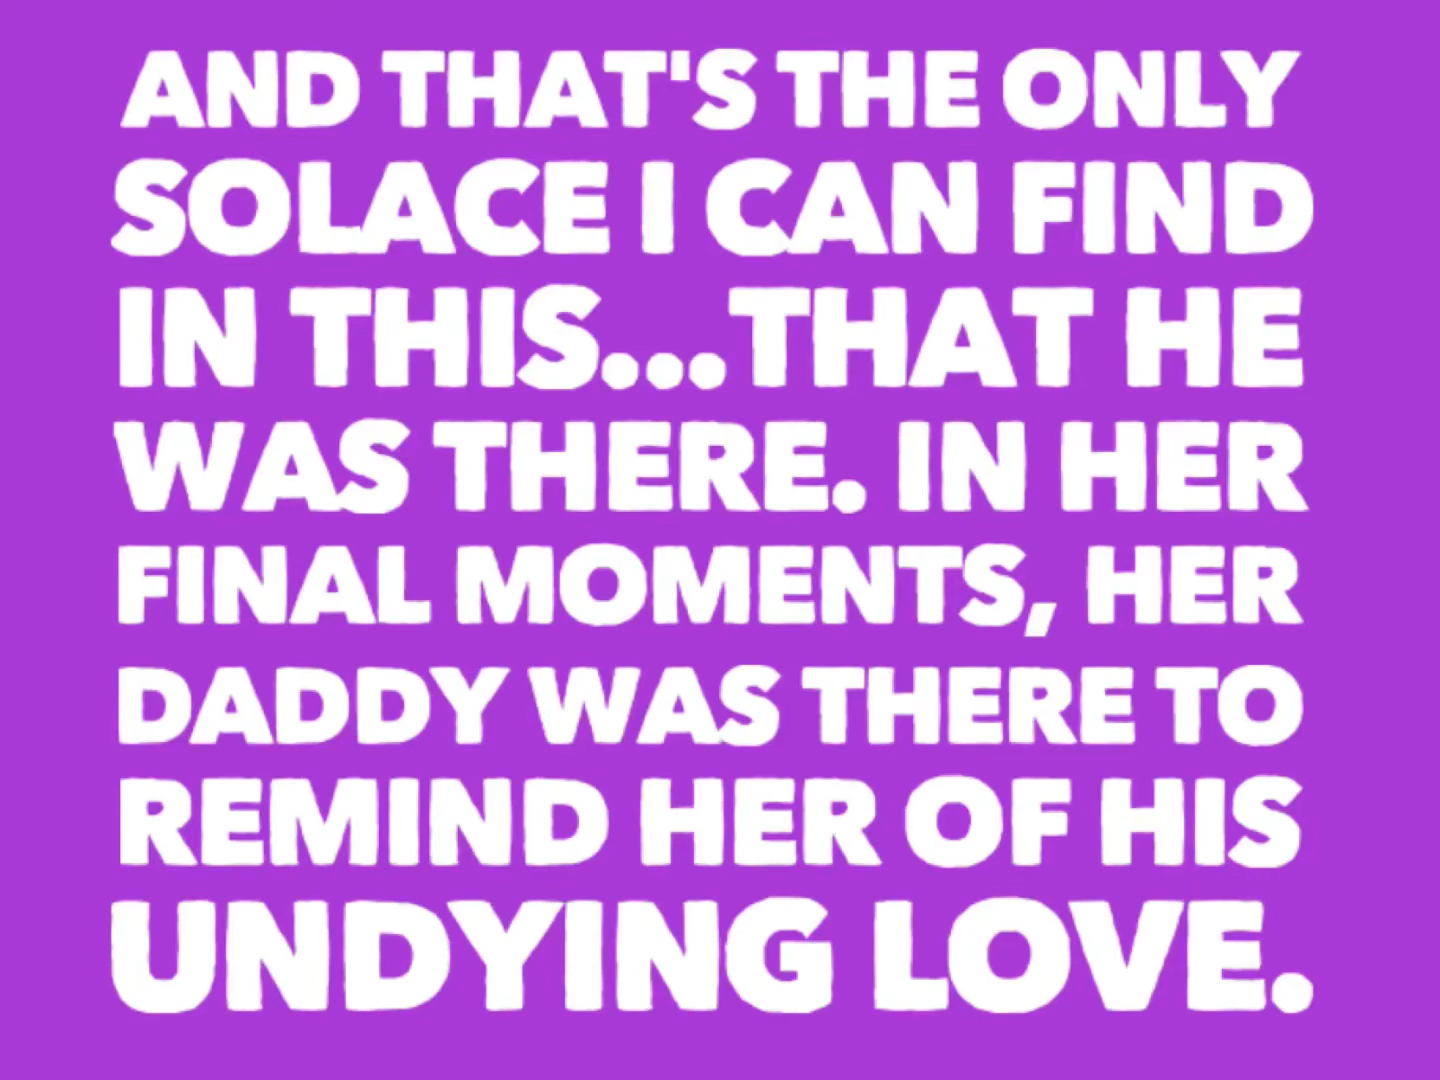 AND THAT'S THE ONLY
SOLACE I CAN FIND
IN THIS...THAT HE
WAS THERE. IN HER
FINAL MOMENTS, HER
DADDY WAS THERE TO
REMIND HER OF HIS
UNDYING LOVE.